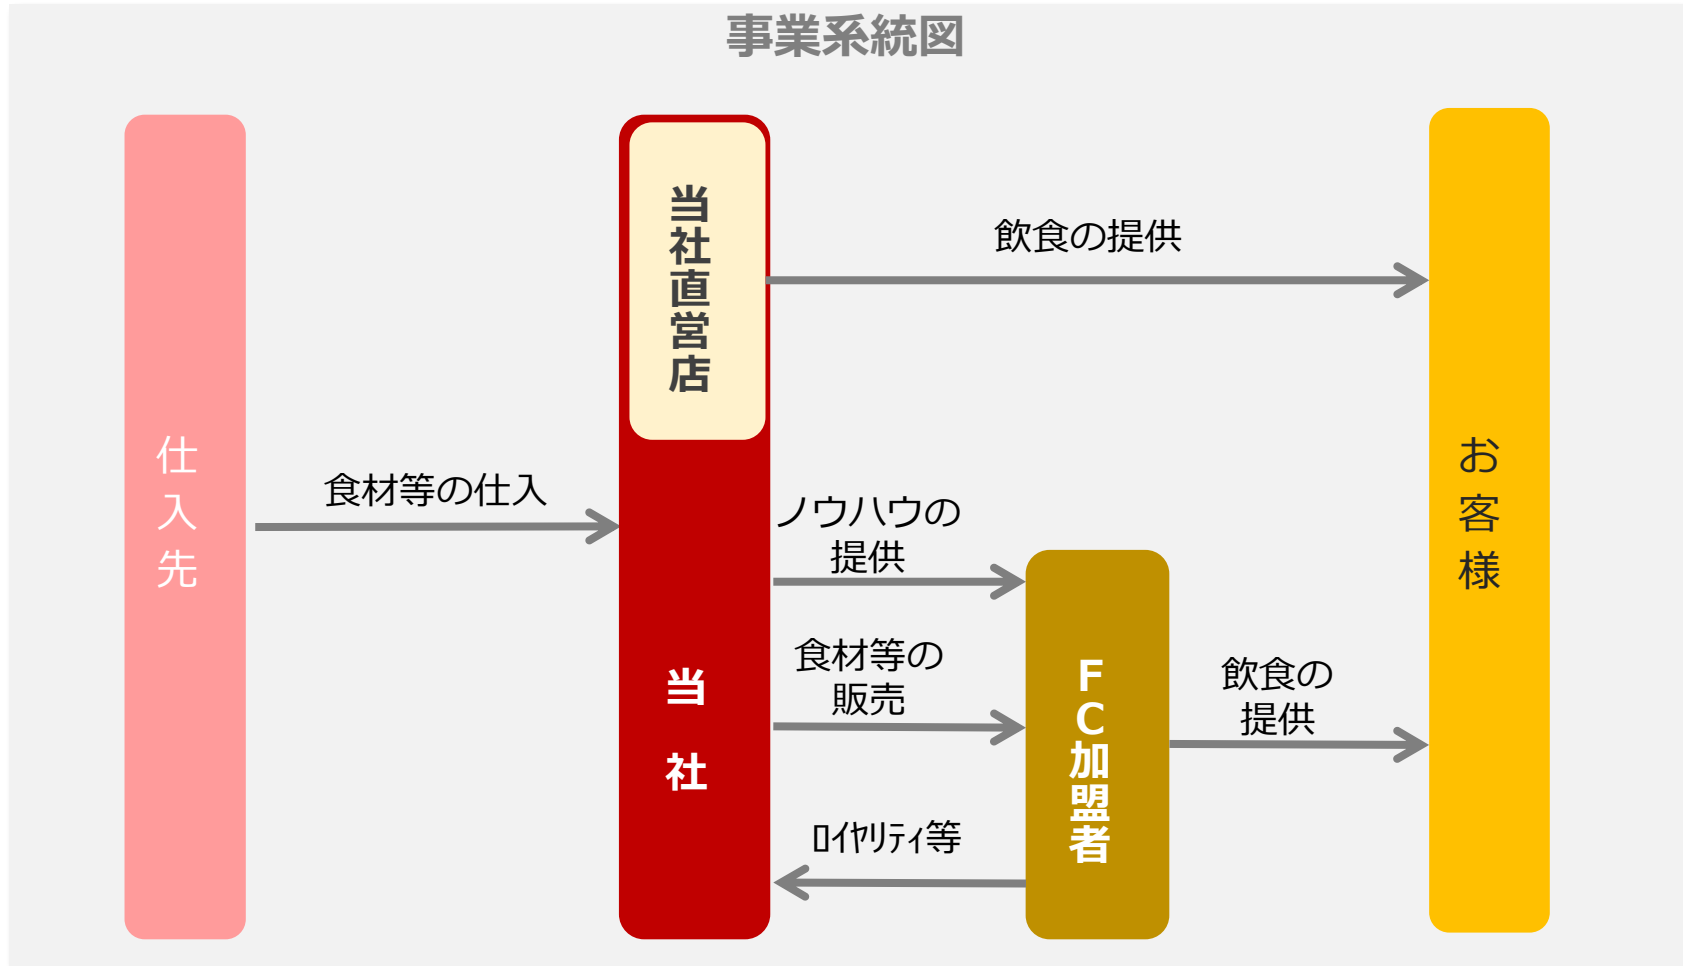 事業系統図
仕入先
食材等の仕入
当社直営店
当社
飲食の提供
ノウハウの
提供
食材等の
販売
ﾛｲﾔﾘﾃｨ等
FC加盟者
飲食の
提供
お客様